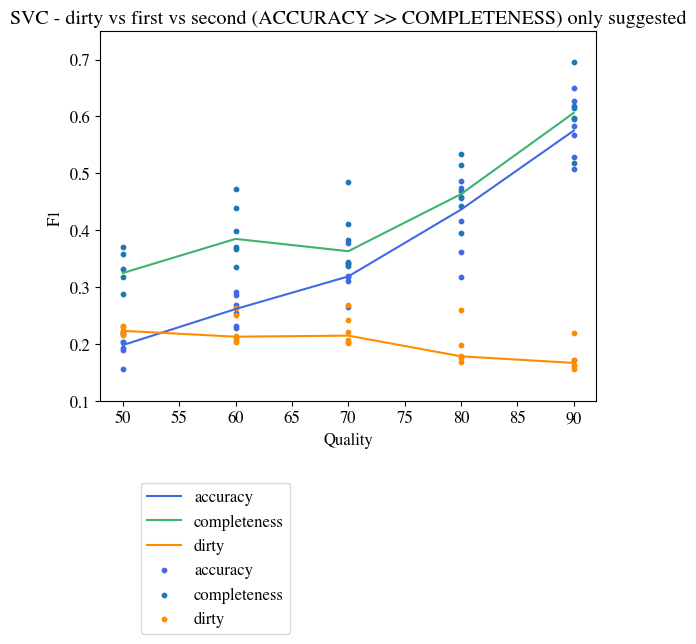 SVC - dirty vs first vs second (ACCURACY >> COMPLETENESS) only suggested
0.7
0.6
0.5
0.4
0.3
0.2
0.1
F1
50 55 60 65 70 75 80 85 90
Quality
accuracy
completeness
dirty
accuracy
completeness
dirty